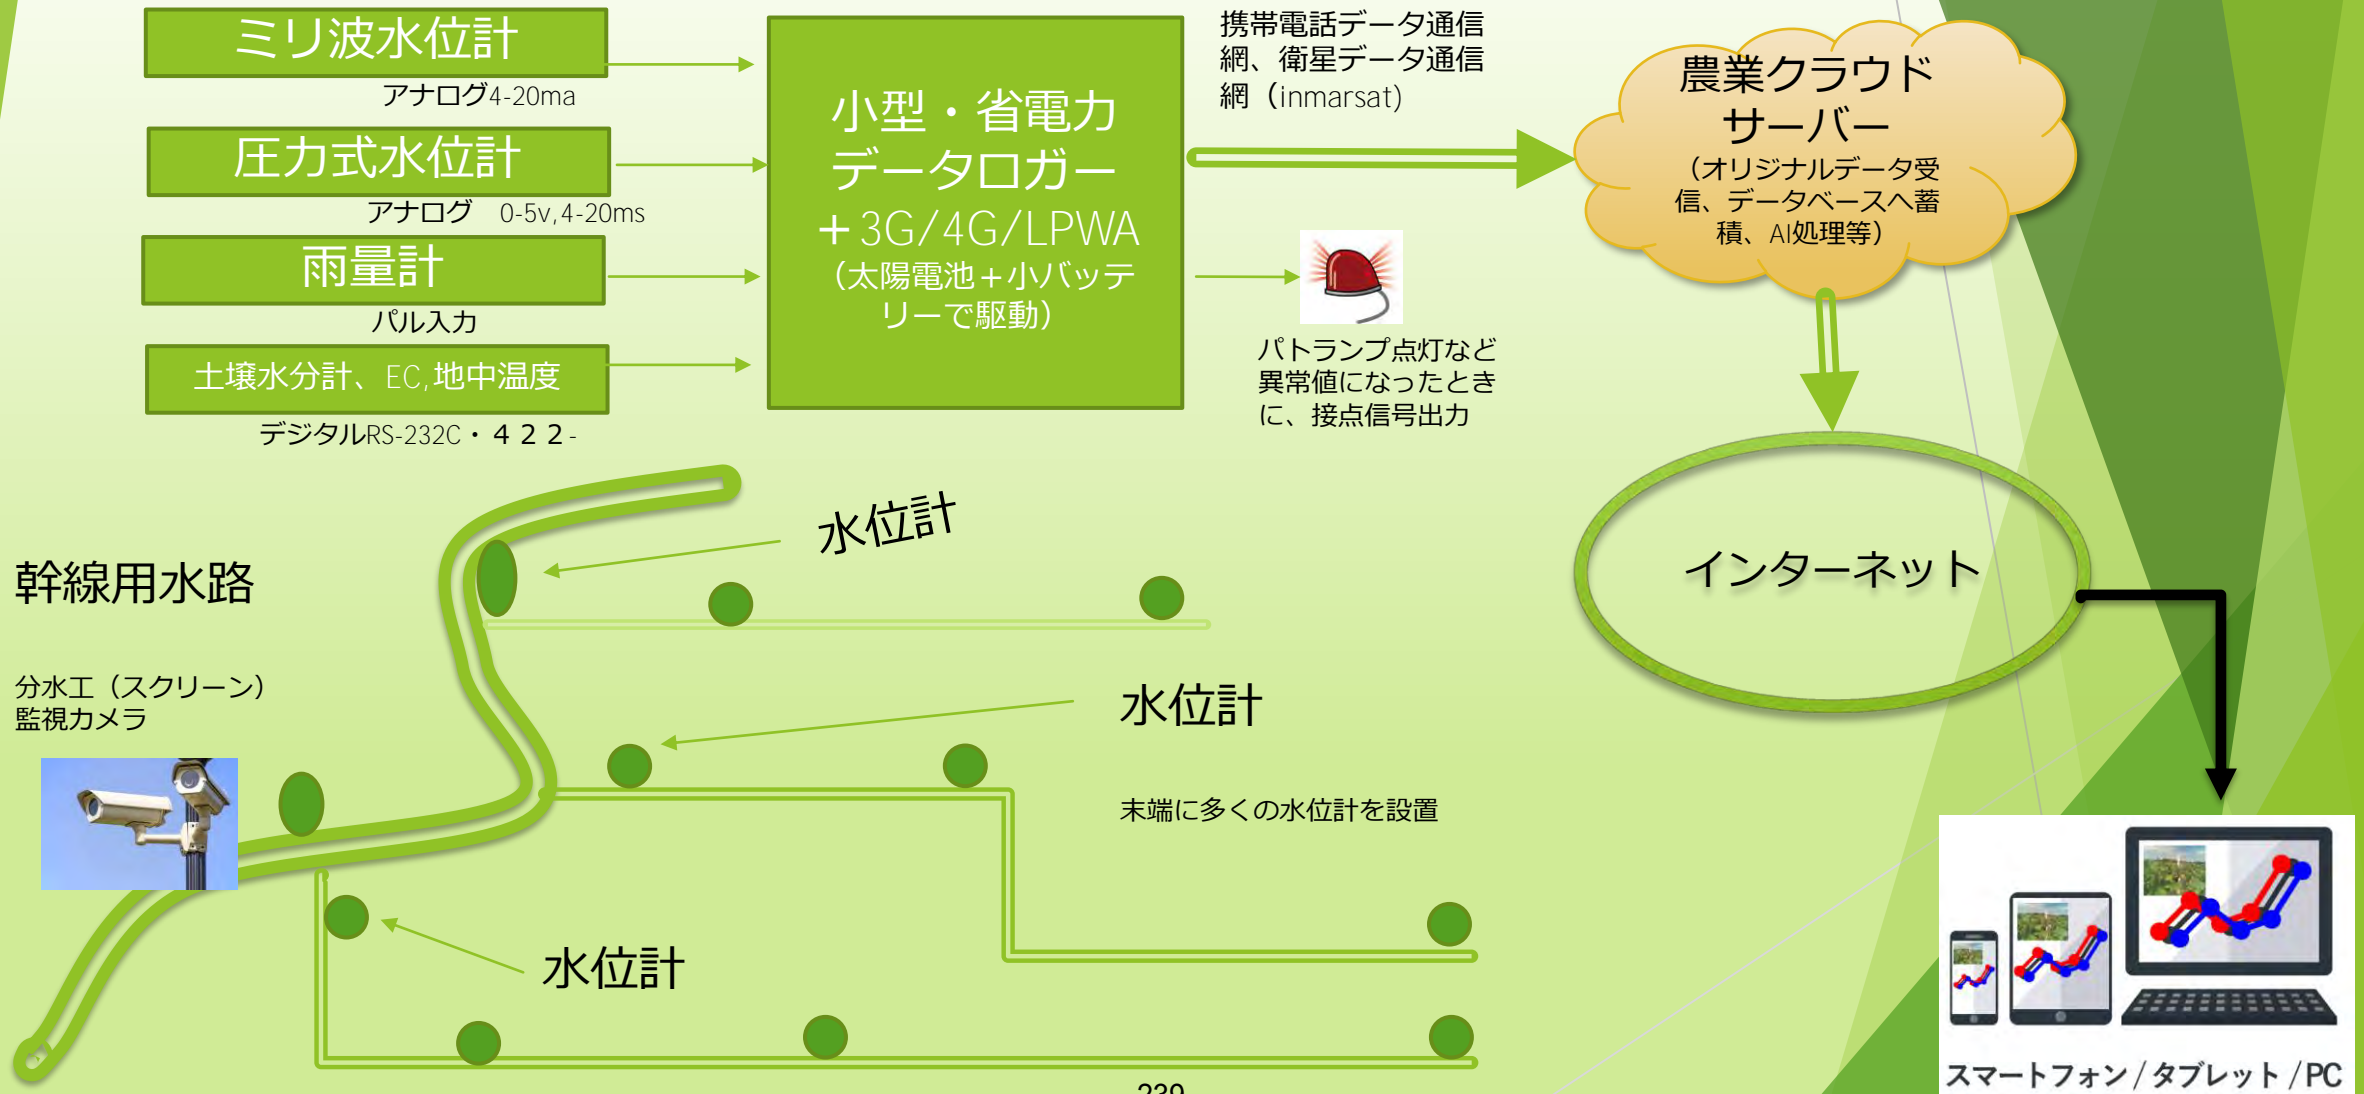 ミリ波水位計
アナログ4-20ma
圧力式水位計
アナログ　0-5v,4-20ms
雨量計
パル入力
土壌水分計、EC,地中温度
デジタルRS-232C・４２２-
小型・省電力
データロガー
＋3G/4G/LPWA
（太陽電池＋小バッテ
リーで駆動）
携帯電話データ通信
網、衛星データ通信
網（inmarsat)
パトランプ点灯など
異常値になったとき
に、接点信号出力
農業クラウド
サーバー
（オリジナルデータ受
信、データベースへ蓄
積、AI処理等）
インターネット
水位計
幹線用水路
分水工（スクリーン）
監視カメラ
水位計
末端に多くの水位計を設置
水位計
スマートフォン/タブレット/PC
239